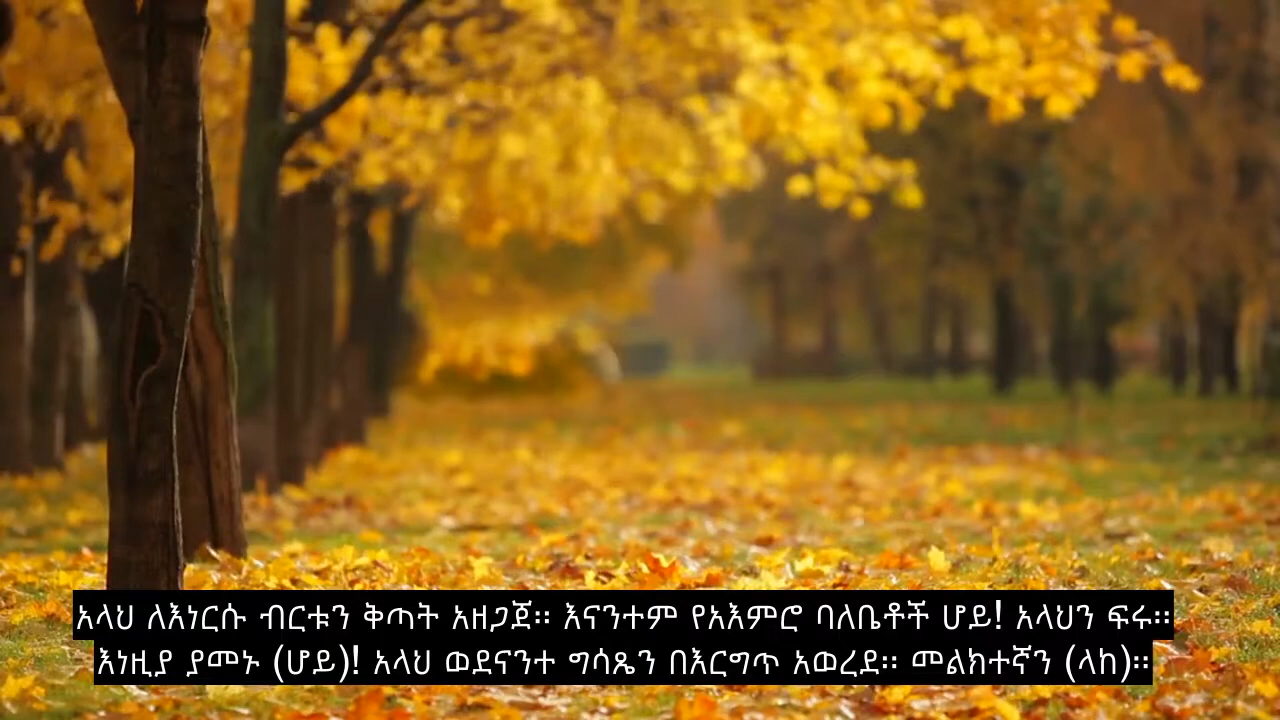 አላህ ለእነርሱ ብርቱን ቅጣት አዘጋጀ፡፡ እናንተም የአእምሮ ባለቤቶች ሆይ! አላህን ፍሩ፡፡
እነዚያ ያመኑ (ሆይ)! አላህ ወደናንተ ግሳጼን በእርግጥ አወረደ፡፡ መልክተኛን (ላከ)፡፡